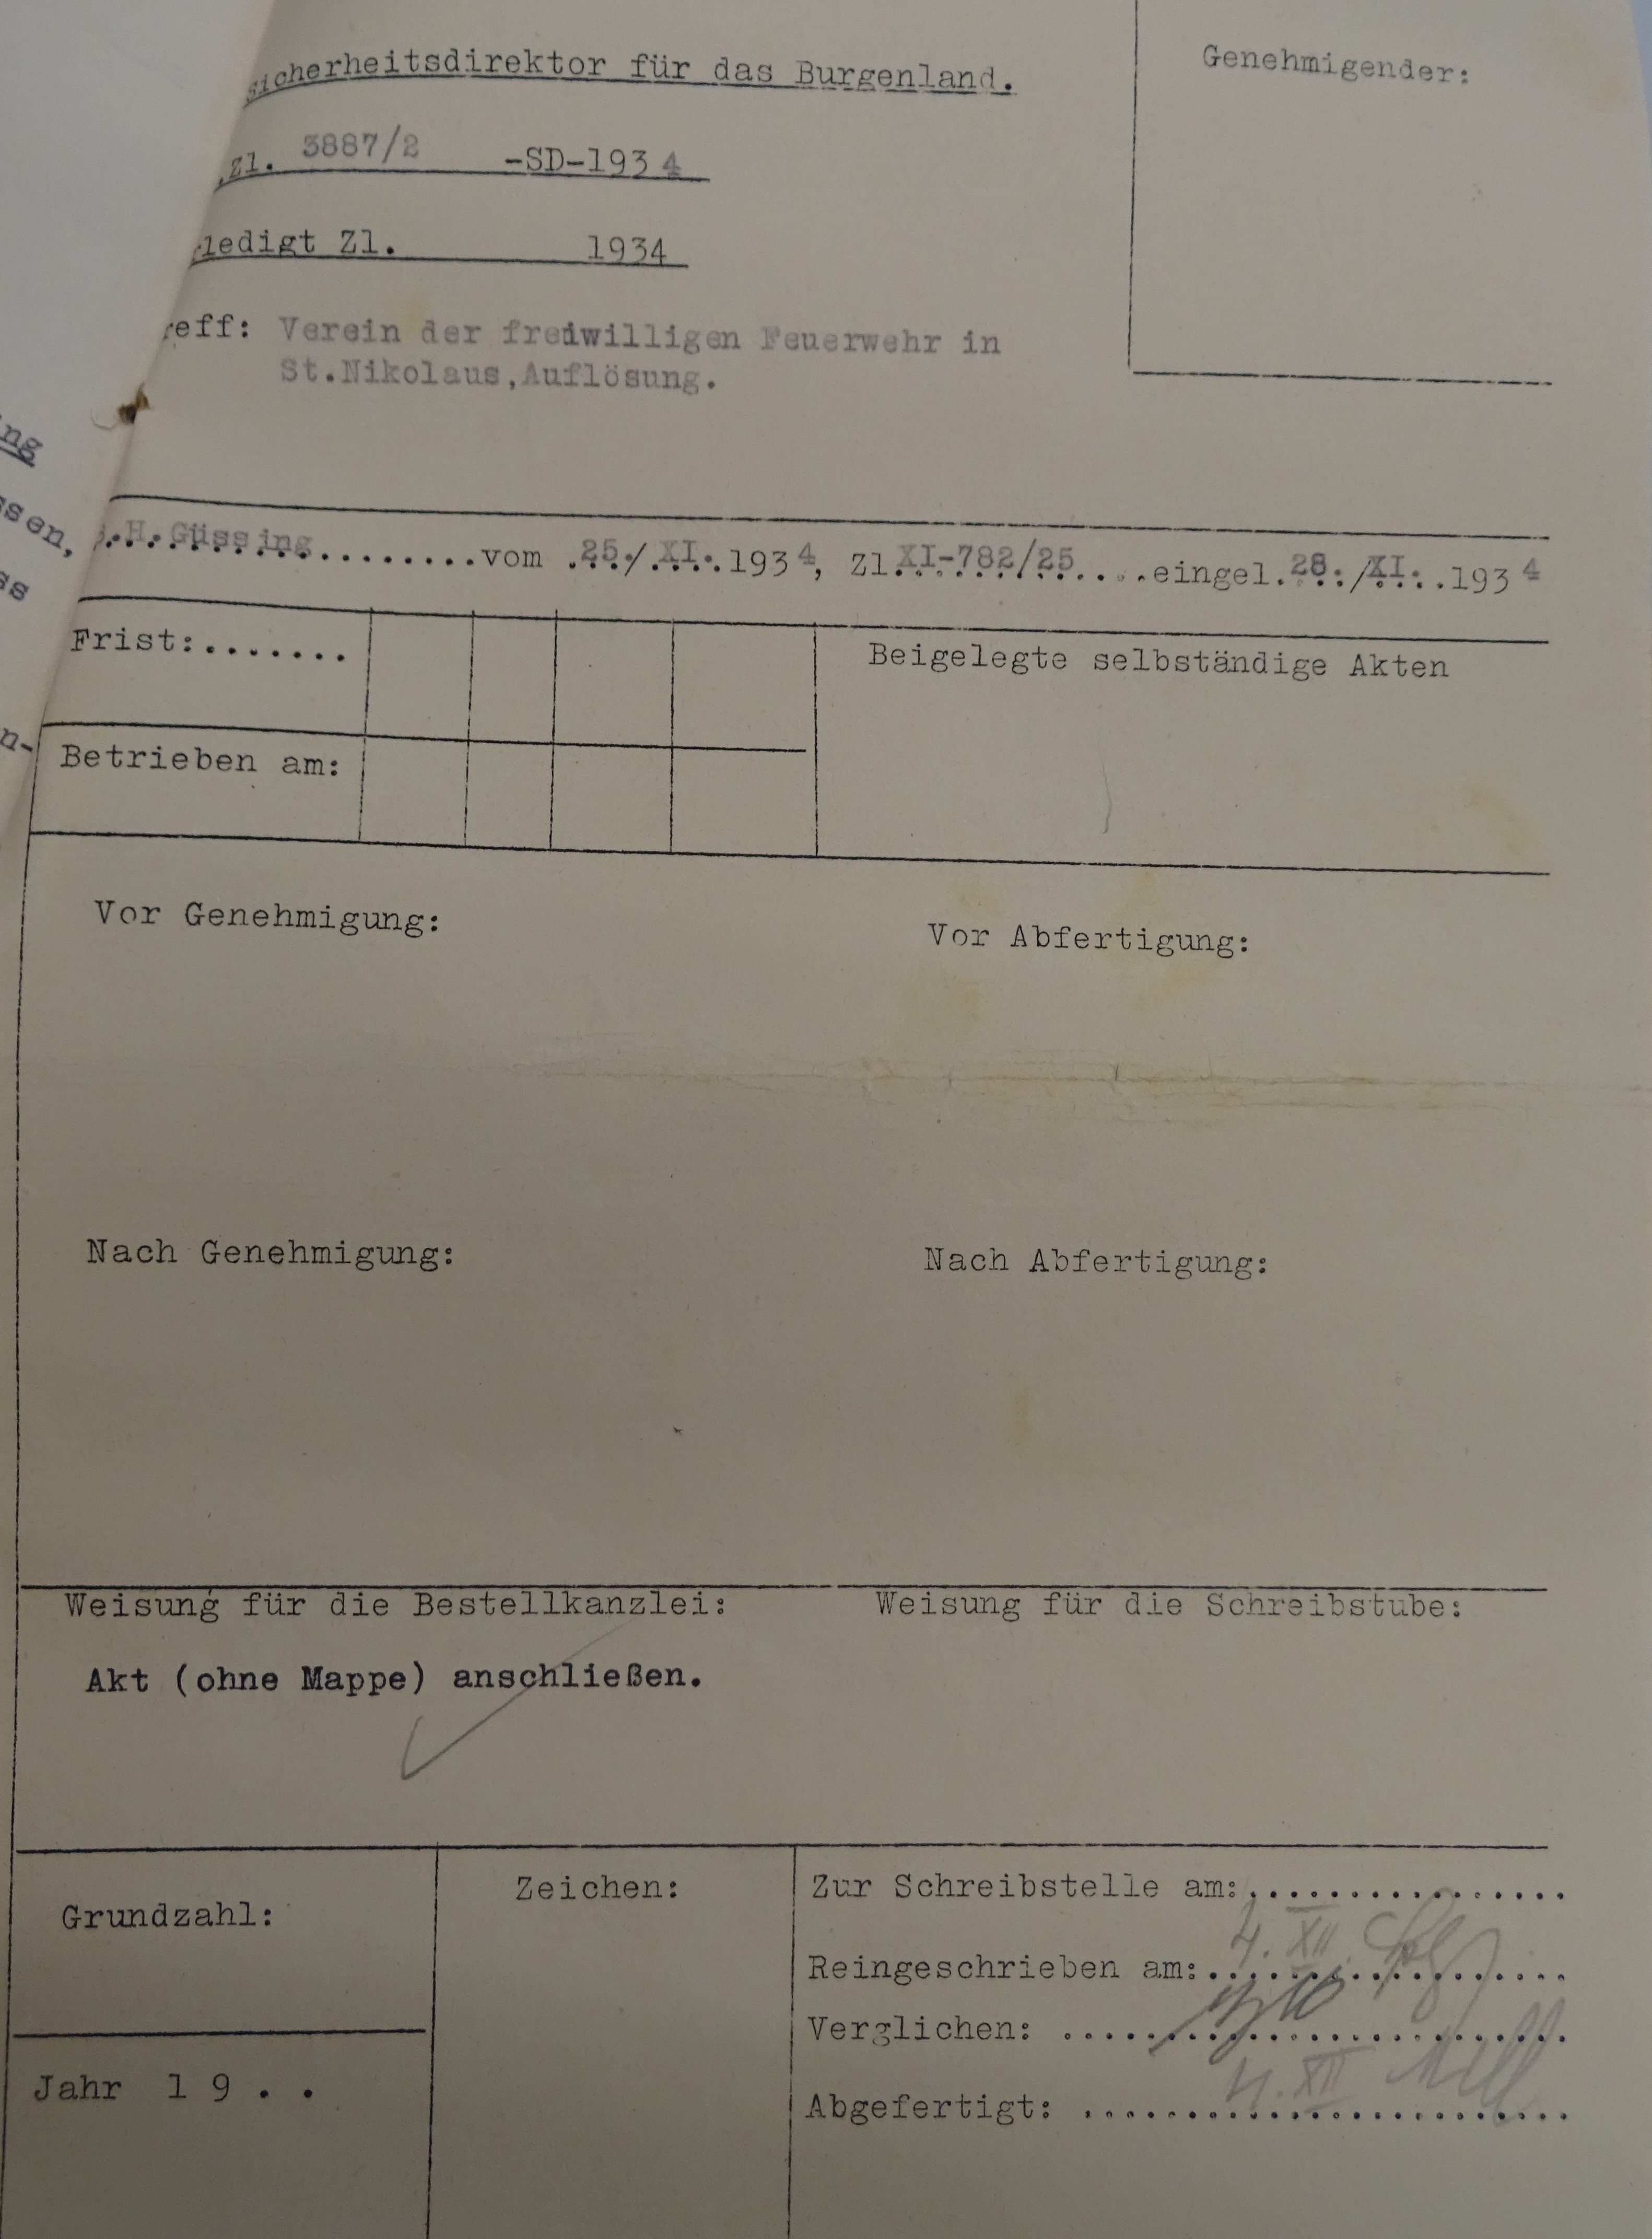 sicherheitsdirektor für das Burgenland.
Genehmigender:
zl. 3887/2 -SD-1934
ledigt Zl. 1934
reff: Verein der freiwilligen Feuerwehr in
St.Nikolaus,Auflösung.
ng
ssen,
ss
n-
.H.Güssing.........vom .25./.XI..1934, Zl.XI-782/25....eingel.28./XI..1934
Frist:.......
Beigelegte selbständige Akten
Betrieben am:
Vor Genehmigung:
Vor Abfertigung:
Nach Genehmigung:
Nach Abfertigung:
Weisung für die Bestellkanzlei:
Weisung für die Schreibstube:
Akt (ohne Mappe) anschließen.
Grundzahl:
Zeichen:
Zur Schreibstelle am:................
Reingeschrieben am: 4. XII.
Verglichen:
Jahr 19..
Abgefertigt: 4. XII